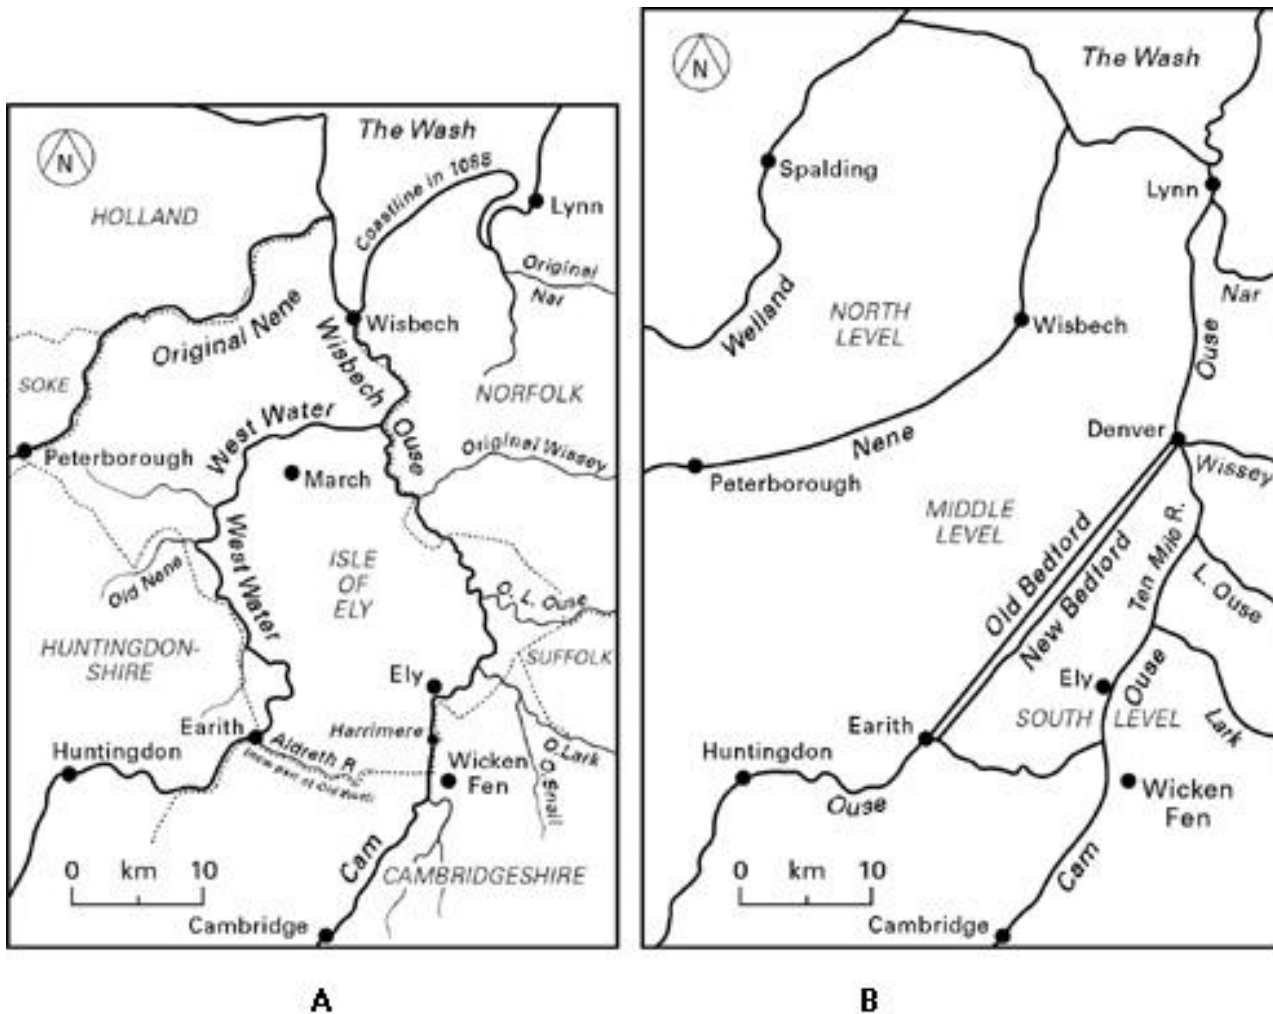 N
The Wash
Coastline in 1088
Lynn
HOLLAND
Original
Nar
Original Nene
Wisbech
Wisbech
Ouse
SOKE
NORFOLK
West Water
Original Wissey
Peterborough
March
Old Nene
West Water
ISLE
OF
ELY
O. L. Ouse
HUNTINGDON-
SHIRE
SUFFOLK
Ely
Earith
Harrimere
Aldreth R.
O. Lark
Huntingdon
Wicken
Fen
0 km 10
Cam
CAMBRIDGESHIRE
Cambridge
A
N
The Wash
Spalding
Lynn
Welland
Nar
NORTH
LEVEL
Wisbech
Ouse
Denver
Nene
Wissey
Peterborough
MIDDLE
LEVEL
Old Bedford
New Bedford
Ten Mile R.
L. Ouse
Ely
Ouse
SOUTH LEVEL
Lark
Earith
Huntingdon
Ouse
Wicken
Fen
0 km 10
Cam
Cambridge
B